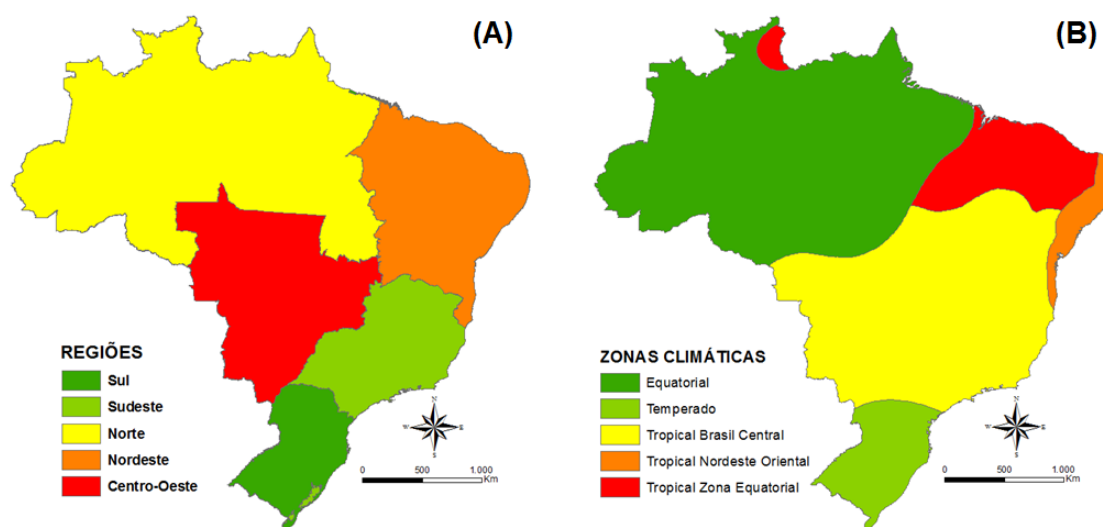 (A)
REGIÕES
Sul
Sudeste
Norte
Nordeste
Centro-Oeste
N
W
E
S
0 500 1.000
Km
(B)
ZONAS CLIMÁTICAS
Equatorial
Temperado
Tropical Brasil Central
Tropical Nordeste Oriental
Tropical Zona Equatorial
N
W
E
S
0 500 1.000
Km